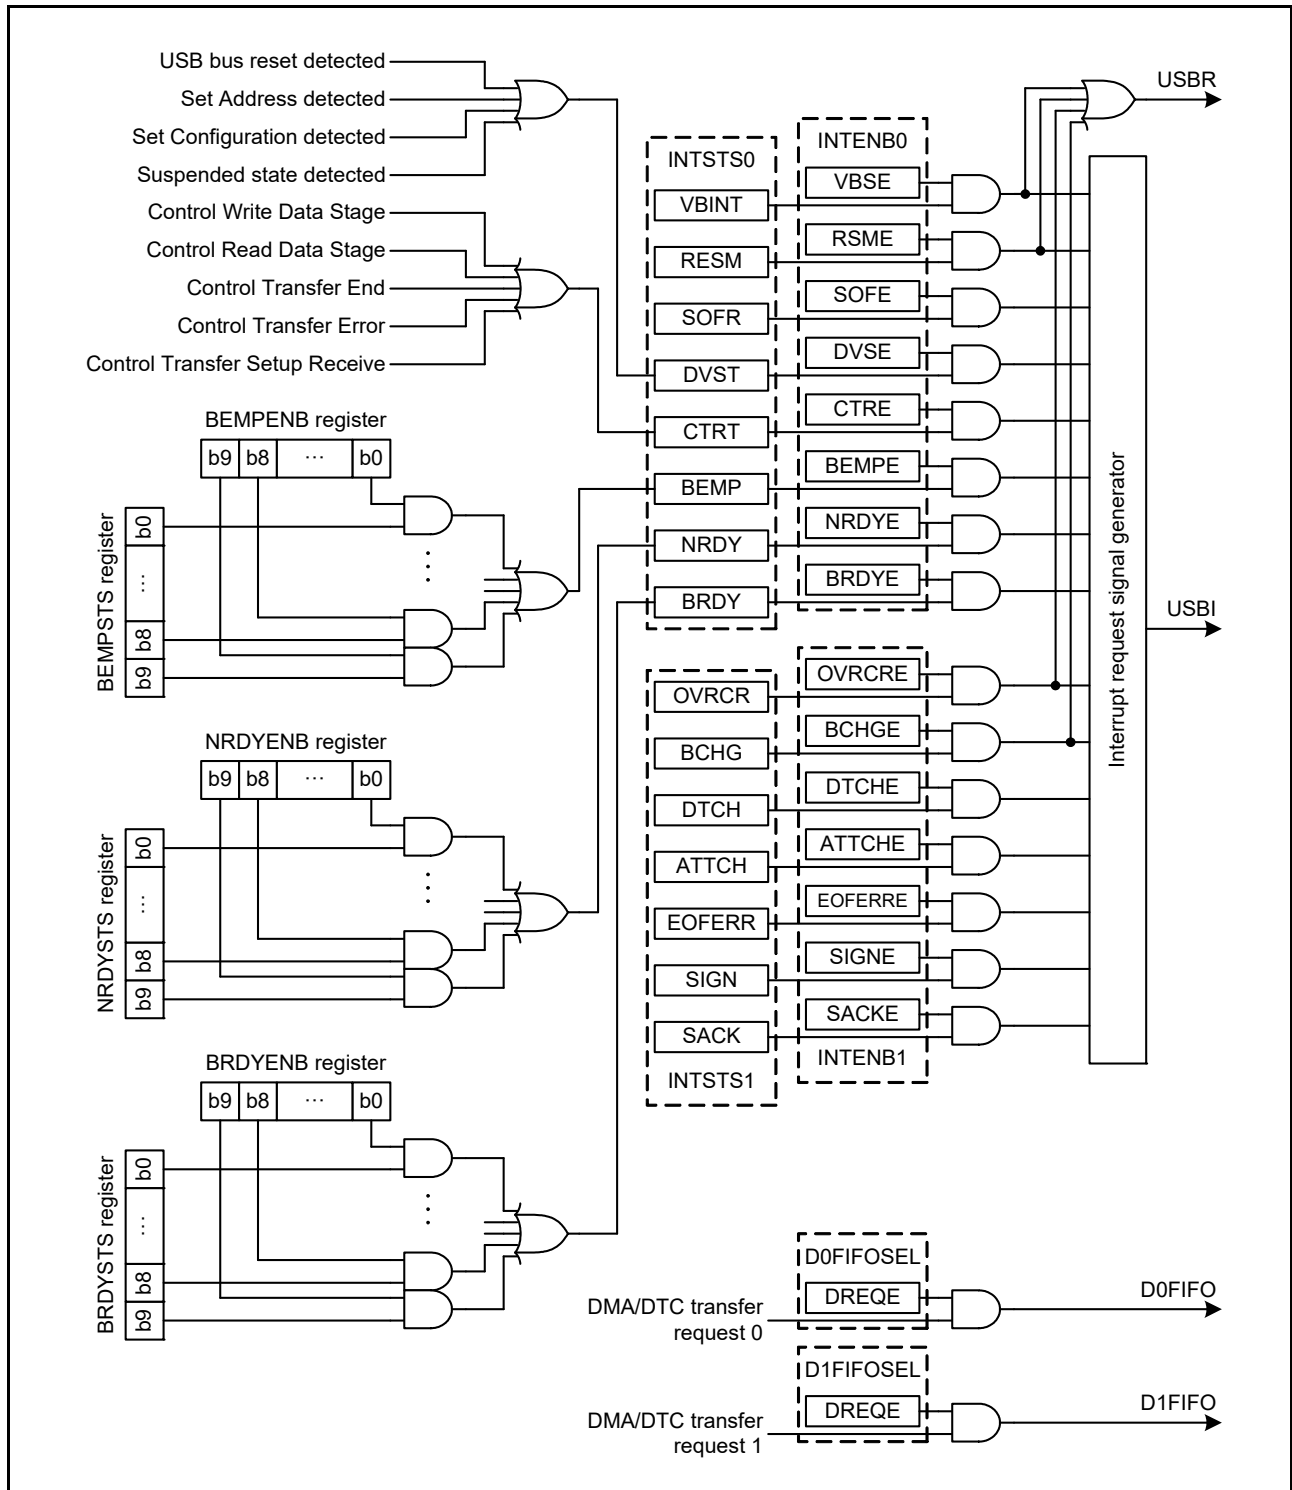 USB bus reset detected
Set Address detected
Set Configuration detected
Suspended state detected
Control Write Data Stage
Control Read Data Stage
Control Transfer End
Control Transfer Error
Control Transfer Setup Receive
BEMPENB register
b9 b8 ... b0
BEMPSTS register
b0
...
b8
b9
NRDYENB register
b9 b8 ... b0
NRDYSTS register
b0
...
b8
b9
BRDYENB register
b9 b8 ... b0
BRDYSTS register
b0
...
b8
b9
INTSTS0
VBINT
RESM
SOFR
DVST
CTRT
BEMP
NRDY
BRDY
INTENB0
VBSE
RSME
SOFE
DVSE
CTRE
BEMPE
NRDYE
BRDYE
OVRCR
BCHG
DTCH
ATTCH
EOFERR
SIGN
SACK
INTSTS1
OVRCRE
BCHGE
DTCHE
ATTCHE
EOFERRE
SIGNE
SACKE
INTENB1
Interrupt request signal generator
USBR
USBI
D0FIFOSEL
DREQE
DMA/DTC transfer
request 0
D0FIFO
D1FIFOSEL
DREQE
DMA/DTC transfer
request 1
D1FIFO